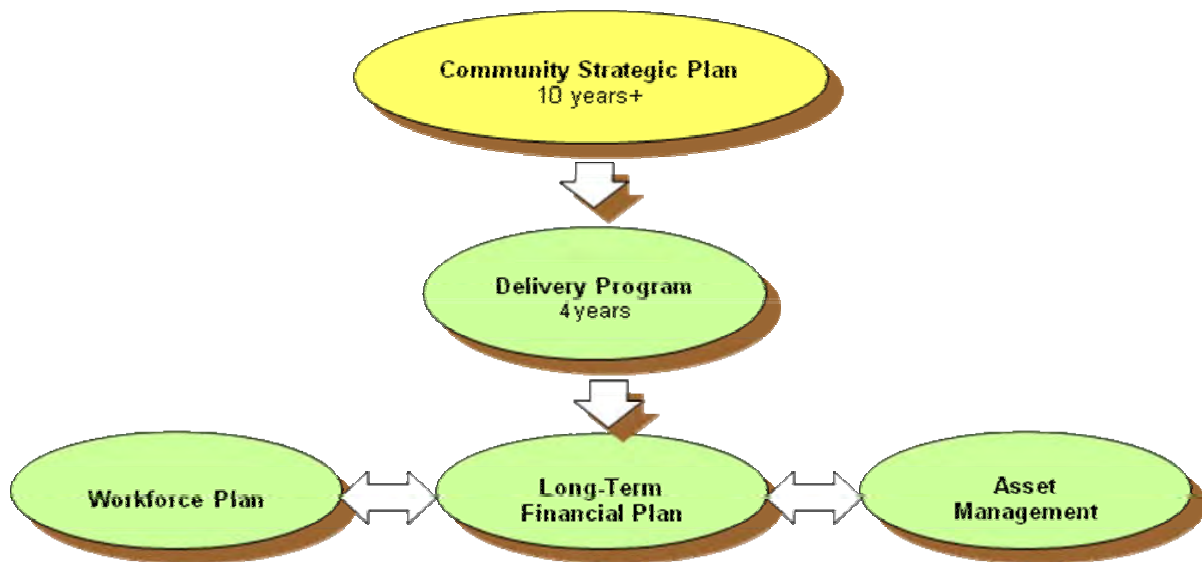 Community Strategic Plan
10 years+
Delivery Program
4 years
Workforce Plan
Long-Term
Financial Plan
Asset
Management